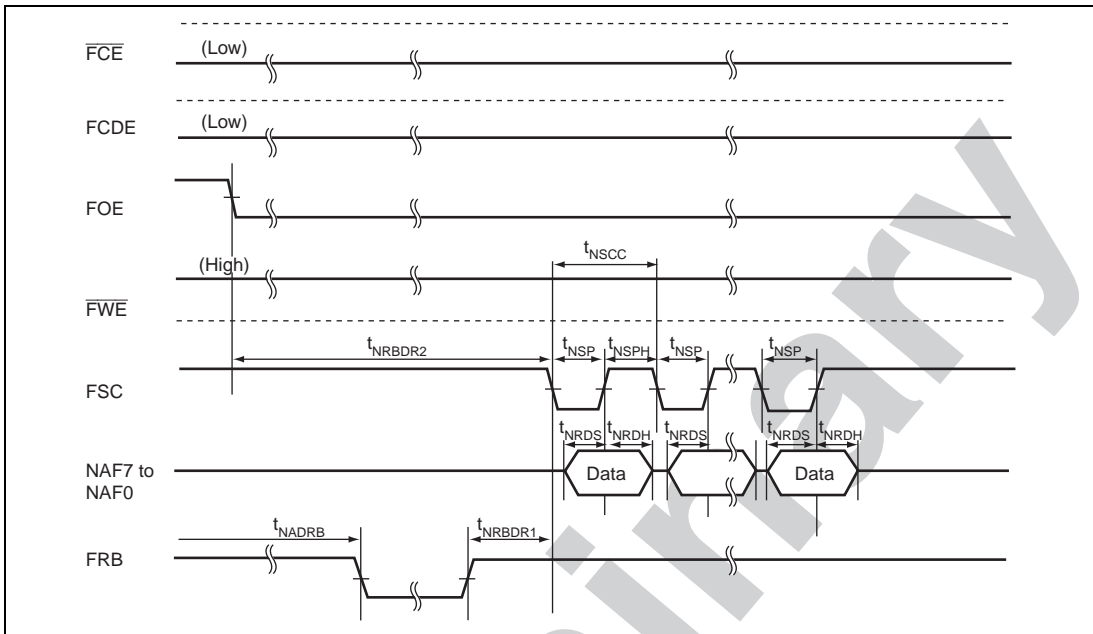 FCE (Low)
FCDE (Low)
FOE
(High)
tNSCC
FWE
tNRBDR2 tNSP tNSPH tNSP tNSP
FSC
tNRDS tNRDH tNRDS tNRDS tNRDH
NAF7 to
NAF0
Data Data
tNADRB tNRBDR1
FRB
inary